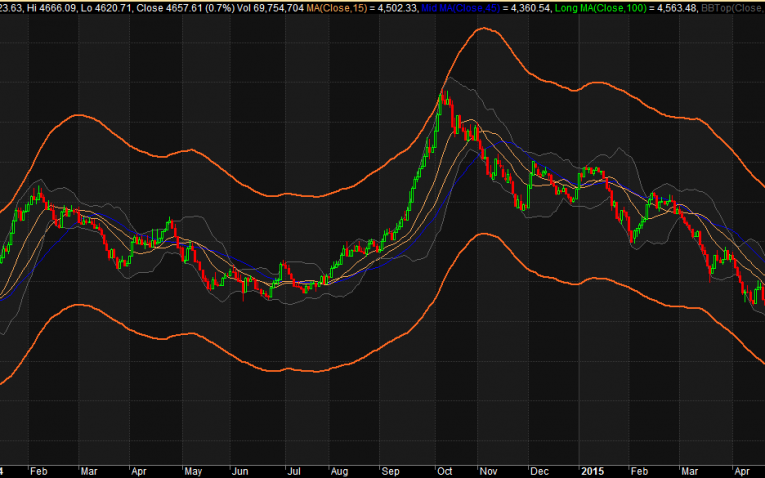 23.63, Hi 4666.09, Lo 4620.71, Close 4657.61 (0.7%) Vol 69,754,704 MA(Close,15) = 4,502.33, Mid MA(Close,45) = 4,360.54, Long MA(Close,100) = 4,563.48, BBTop(Close,
4 Feb Mar Apr May Jun Jul Aug Sep Oct Nov Dec 2015 Feb Mar Apr